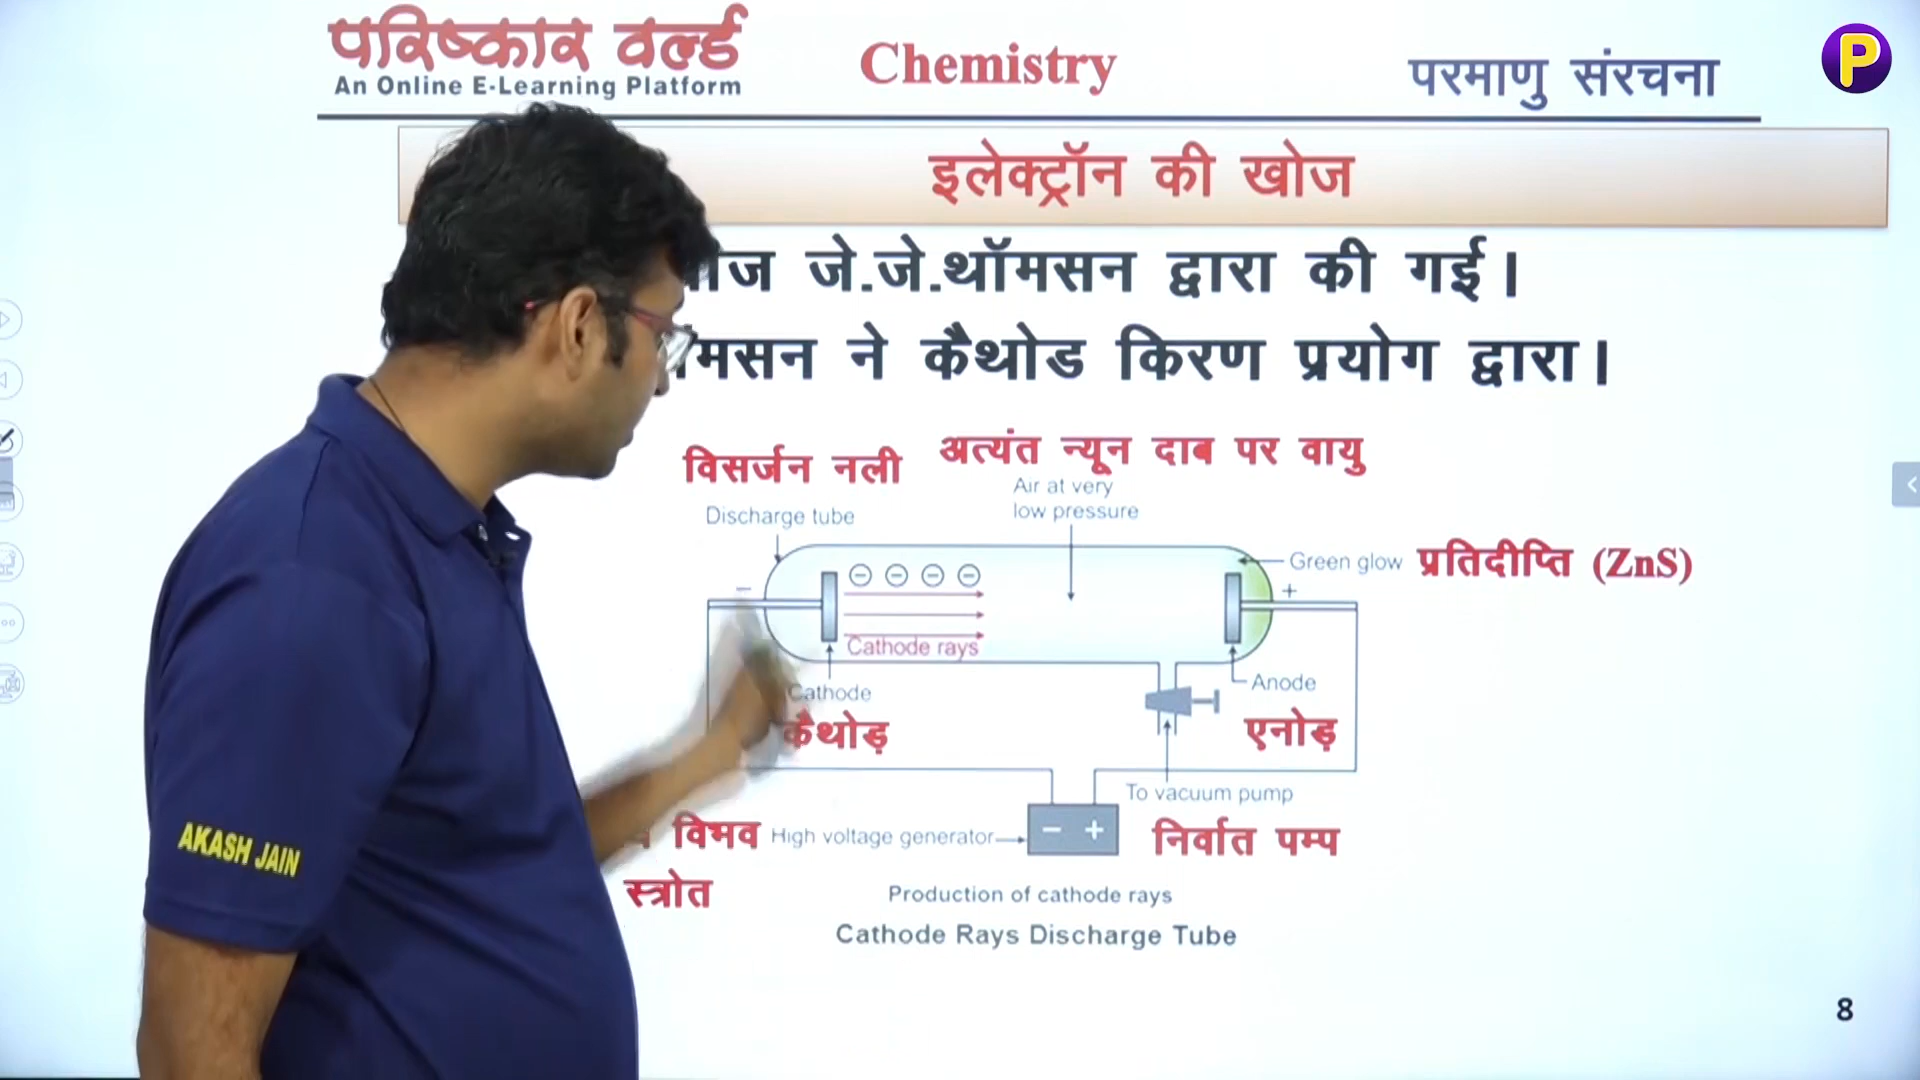 परिष्कार वर्ल्ड
An Online E-Learning Platform
Chemistry
परमाणु संरचना
P
इलेक्ट्रॉन की खोज
जे.जे.थॉमसन द्वारा की गई।
ने कैथोड किरण प्रयोग द्वारा।
विसर्जन नली
अत्यंत न्यून दाब पर वायु
Air at very
low pressure
Discharge tube
Green glow
प्रतिदीप्ति (ZnS)
Cathode rays
Cathode
कैथोड़
Anode
एनोड़
To vacuum pump
निर्वात पम्प
विभव
High voltage generator
स्त्रोत
Production of cathode rays
Cathode Rays Discharge Tube
AKASH JAIN
8